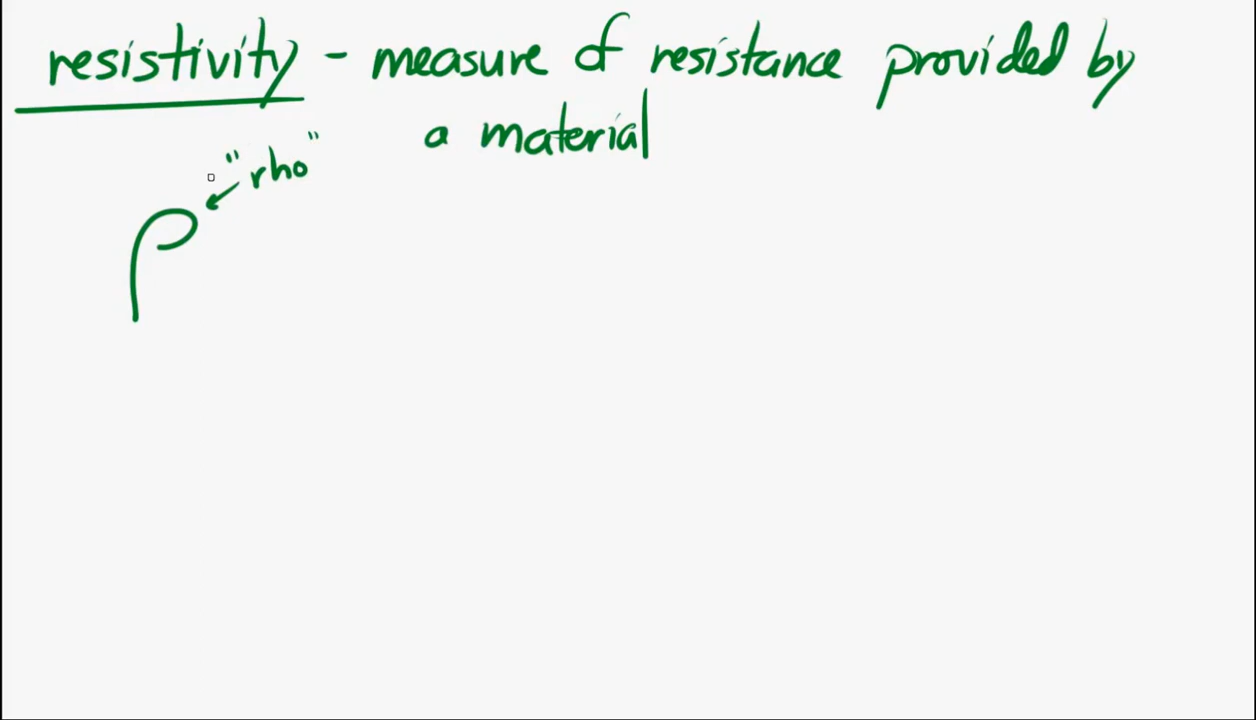 resistivity - measure of resistance provided by
a material
"rho"
ρ